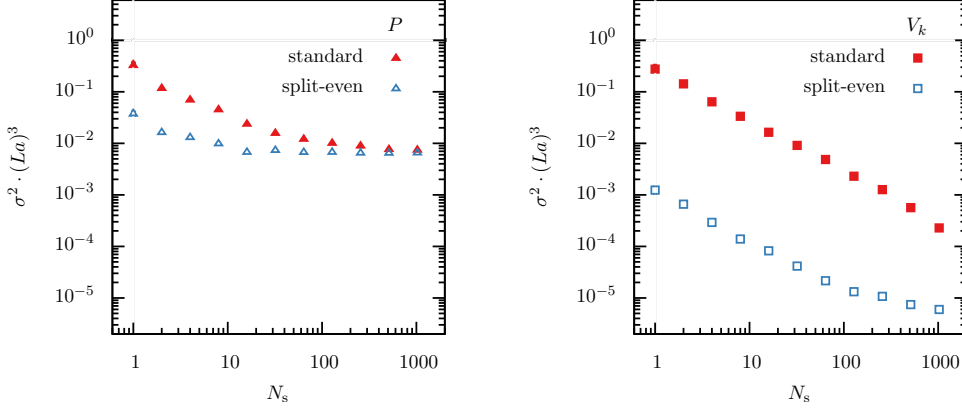 P
standard
split-even
10^0
10^{-1}
10^{-2}
10^{-3}
10^{-4}
10^{-5}
σ^2 · (La)^3
1 10 100 1000
N_s
V_k
standard
split-even
10^0
10^{-1}
10^{-2}
10^{-3}
10^{-4}
10^{-5}
σ^2 · (La)^3
1 10 100 1000
N_s